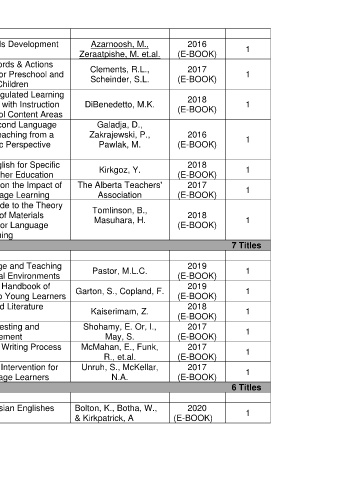 ls Development Azarnoosh, M., Zeraatpishe, M. et.al 2016 (E-BOOK) 1
ords & Actions or Preschool and Children Clements, R.L., Scheinder, S.L. 2017 (E-BOOK) 1
gulated Learning with Instruction ol Content Areas DiBenedetto, M.K. 2018 (E-BOOK) 1
cond Language eaching from a c Perspective Galadja, D., Zakrajewski, P., Pawlak, M. 2016 (E-BOOK) 1
glish for Specific her Education Kirkgoz, Y. 2018 (E-BOOK) 1
on the Impact of age Learning The Alberta Teachers' Association 2017 (E-BOOK) 1
de to the Theory of Materials or Language ning Tomlinson, B., Masuhara, H. 2018 (E-BOOK) 1
7 Titles
ge and Teaching al Environments Pastor, M.L.C. 2019 (E-BOOK) 1
Handbook of o Young Learners Garton, S., Copland, F. 2019 (E-BOOK) 1
d Literature Kaiserimam, Z. 2018 (E-BOOK) 1
esting and ement Shohamy, E. Or, I., May, S. 2017 (E-BOOK) 1
Writing Process McMahan, E., Funk, R., et.al. 2017 (E-BOOK) 1
Intervention for age Learners Unruh, S., McKellar, N.A. 2017 (E-BOOK) 1
6 Titles
sian Englishes Bolton, K., Botha, W., & Kirkpatrick, A 2020 (E-BOOK) 1